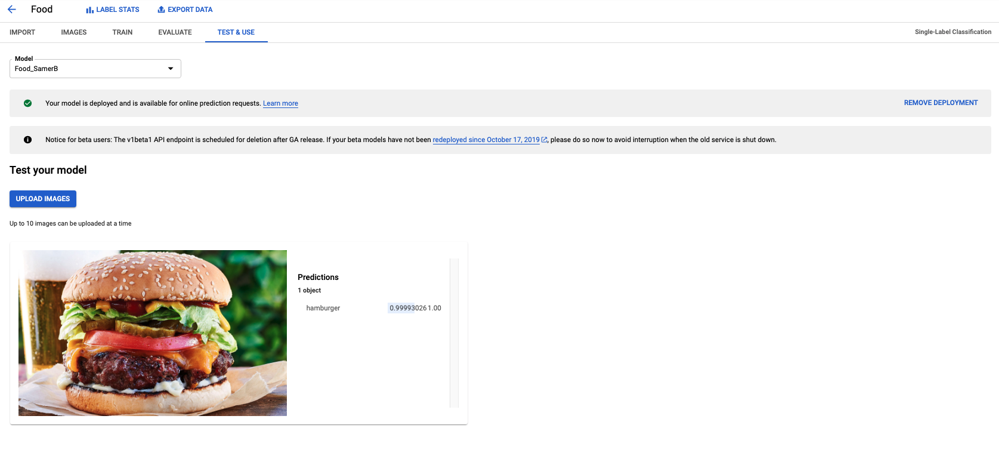 Food LABEL STATS EXPORT DATA
IMPORT IMAGES TRAIN EVALUATE TEST & USE Single-Label Classification
Model
Food_SamerB
Your model is deployed and is available for online prediction requests. Learn more REMOVE DEPLOYMENT
Notice for beta users: The v1beta1 API endpoint is scheduled for deletion after GA release. If your beta models have not been redeployed since October 17, 2019, please do so now to avoid interruption when the old service is shut down.
Test your model
UPLOAD IMAGES
Up to 10 images can be uploaded at a time
Predictions
1 object
hamburger 0.99993026 1.00